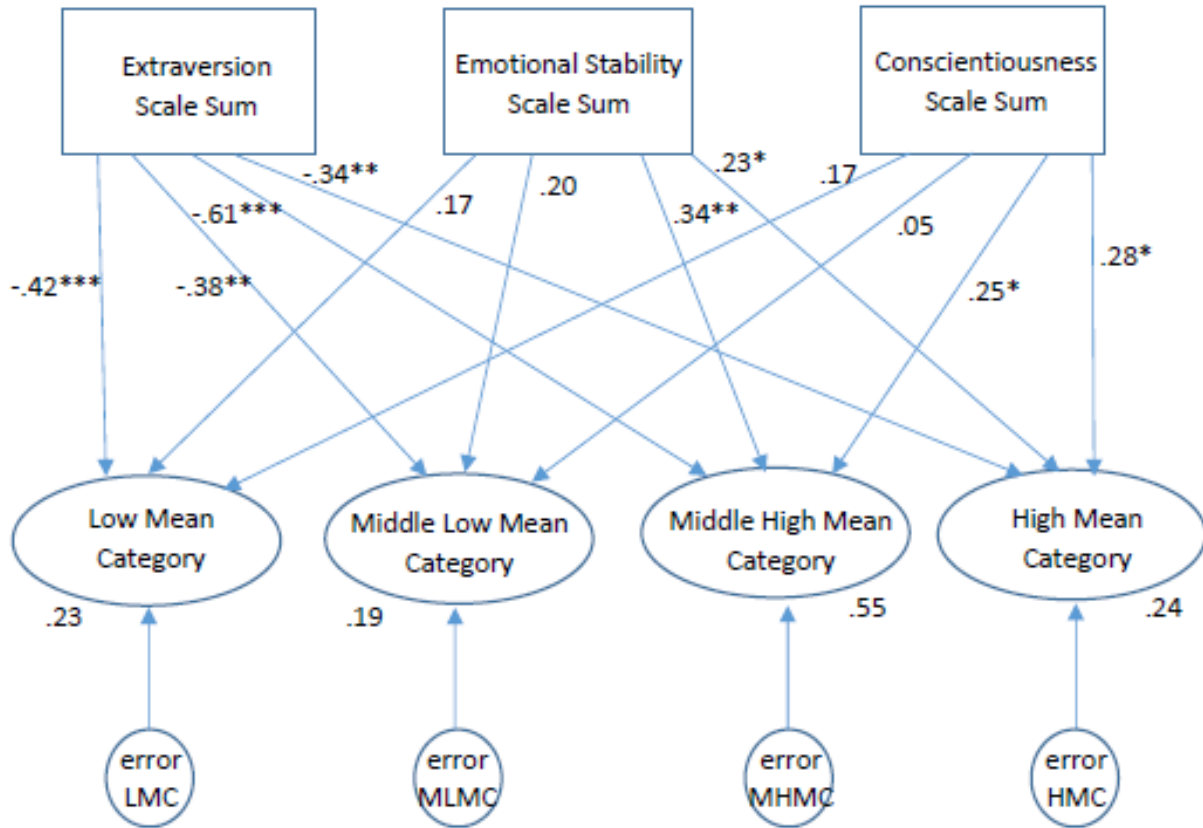 Extraversion
Scale Sum
Emotional Stability
Scale Sum
Conscientiousness
Scale Sum
-.34**
.23*
.17
-.61***
.17
.20
.34**
.05
-.42***
-.38**
.25*
.28*
Low Mean
Category
Middle Low Mean
Category
Middle High Mean
Category
High Mean
Category
.23
.19
.55
.24
error
LMC
error
MLMC
error
MHMC
error
HMC